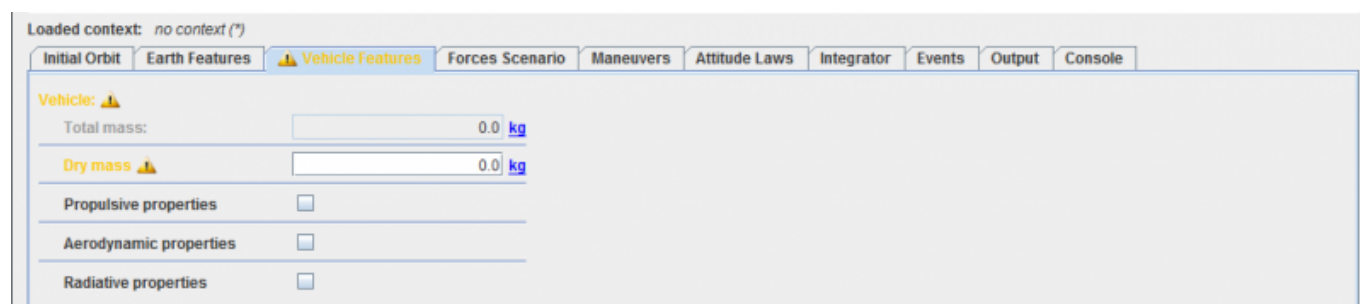 Loaded context: no context (*)
Initial Orbit Earth Features Vehicle Features Forces Scenario Maneuvers Attitude Laws Integrator Events Output Console
Vehicle:
Total mass: 0.0 kg
Dry mass 0.0 kg
Propulsive properties
Aerodynamic properties
Radiative properties